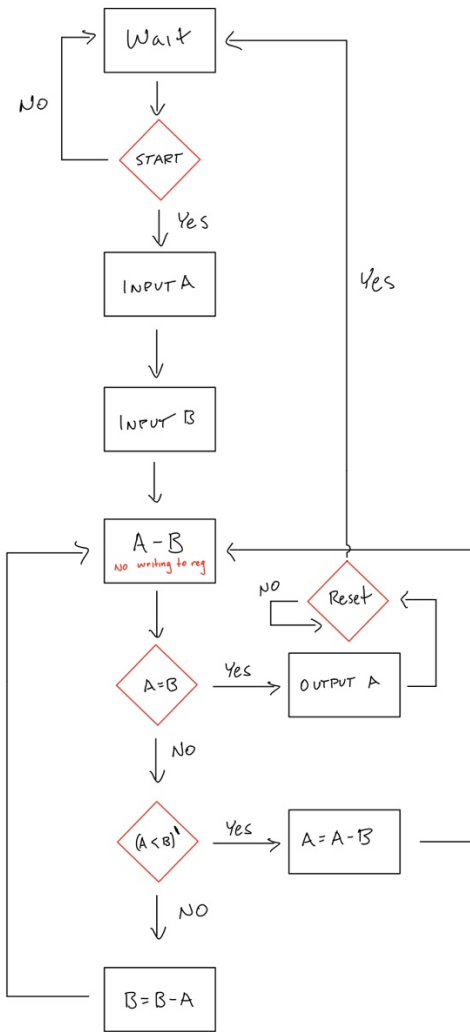 Wait
NO
START
Yes
INPUT A
Yes
INPUT B
A-B
No writing to reg
NO
Reset
A=B
Yes
OUTPUT A
NO
(A<B)'
Yes
A=A-B
NO
B=B-A